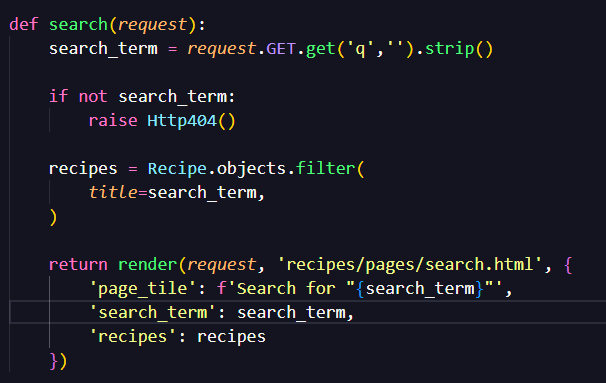 def search(request):
    search_term = request.GET.get('q','').strip()

    if not search_term:
        raise Http404()

    recipes = Recipe.objects.filter(
        title=search_term,
    )

    return render(request, 'recipes/pages/search.html', {
        'page_tile': f'Search for "{search_term}"',
        'search_term': search_term,
        'recipes': recipes
    })